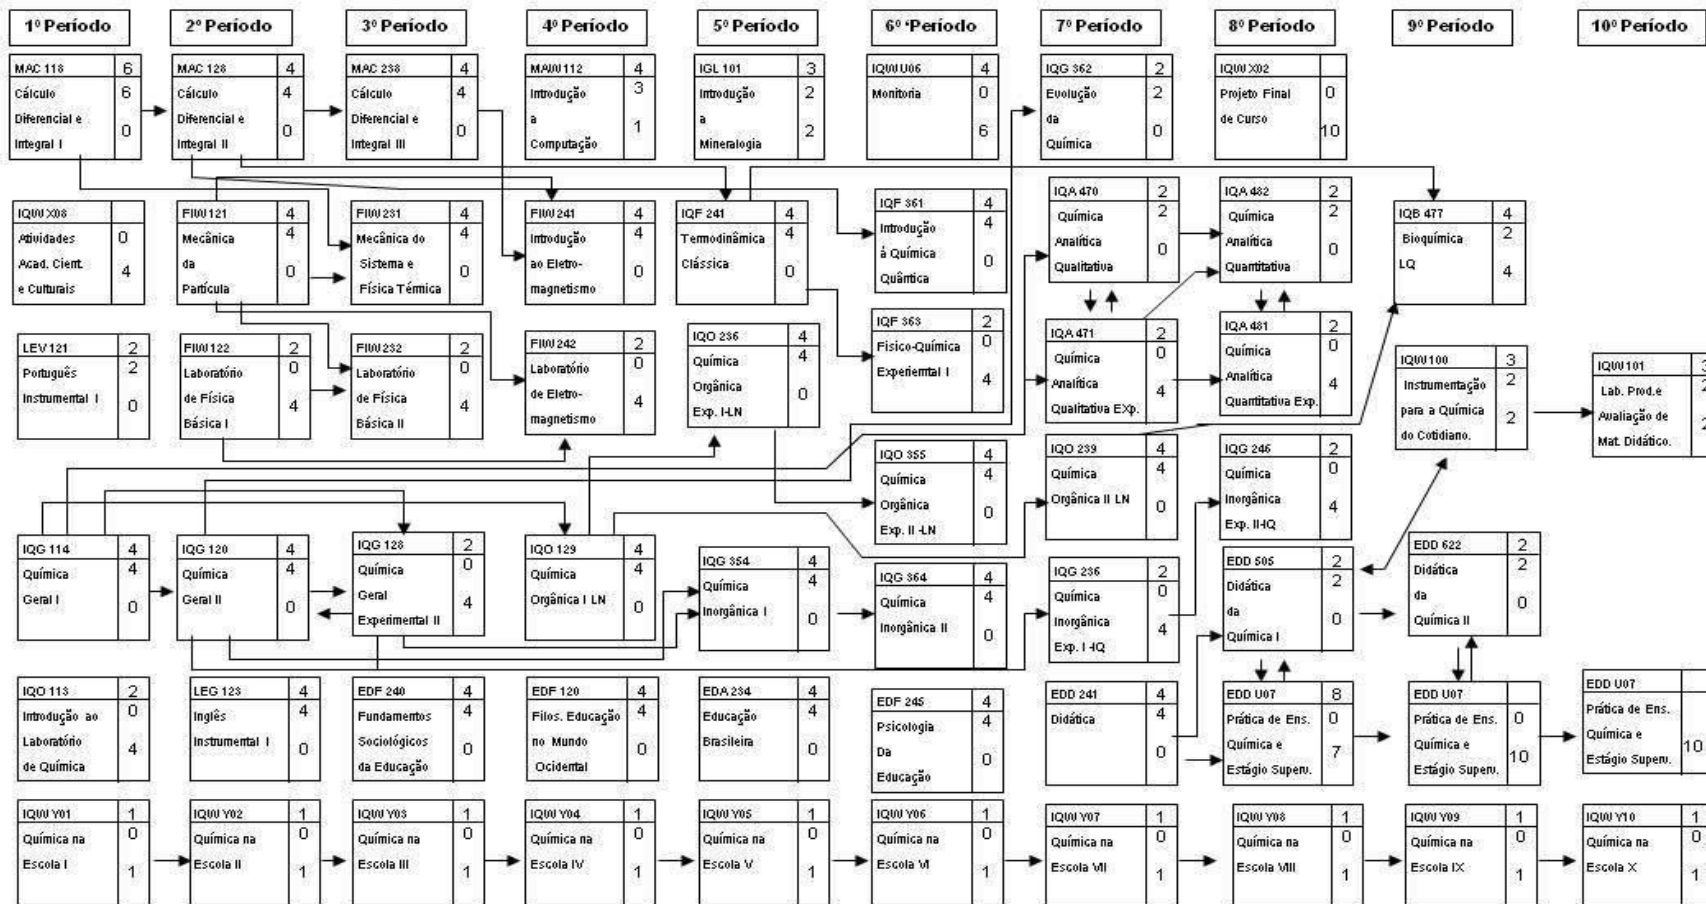 1º Período
2º Período
3º Período
4º Período
5º Período
6º ‘Período
7º Período
8º Período
9º Período
10º Período
MAC 118 6
Cálculo 6
Diferencial e
Integral I 0
MAC 128 4
Cálculo 4
Diferencial e
Integral II 0
MAC 238 4
Cálculo 4
Diferencial e
Integral III 0
MAW 112 4
Introdução 3
a
Computação 1
IGL 101 3
Introdução 2
a
Mineralogia 2
IQW U06 4
Monitoria 0
6
IQG 362 2
Evolução 2
da
Química 0
IQW X02
Projeto Final 0
de Curso
10
IQW X08
Atividades 0
Acad. Cient.
e Culturais 4
FIW 121 4
Mecânica 4
da
Partícula 0
FIW 231 4
Mecânica do 4
Sistema e
Física Térmica 0
FIW 241 4
Introdução 4
ao Eletro-
magnetismo 0
IQF 241 4
Termodinâmica 4
Clássica 0
IQF 361 4
Introdução 4
á Química
Quântica 0
IQA 470 2
Química 2
Analítica
Qualitativa 0
IQA 482 2
Química 2
Analítica
Quantitativa 0
IQB 477 4
Bioquímica 2
LQ 4
LEV 121 2
Português 2
Instrumental I 0
FIW 122 2
Laboratório 0
de Física
Básica I 4
FIW 232 2
Laboratório 0
de Física
Básica II 4
FIW 242 2
Laboratório 0
de Eletro-
magnetismo 4
IQO 236 4
Química 4
Orgânica
Exp. I-LN 0
IQF 363 2
Fisico-Química 0
Experiemtal I 4
IQA 471 2
Química 0
Analítica
Qualitativa EXp. 4
IQA 481 2
Química 0
Analítica
Quantitativa Exp. 4
IQW 100 3
Instrumentação 2
para a Química
do Cotidiano. 2
IQW 101 3
Lab. Prod.e 2
Avaliação de
Mat. Didático. 2
IQO 355 4
Química 4
Orgânica
Exp. II -LN 0
IQO 239 4
Química 4
Orgânica II LN 0
IQG 246 2
Química 0
Inorgânica
Exp. II-IQ 4
IQG 114 4
Química 4
Geral I 0
IQG 120 4
Química 4
Geral II 0
IQG 128 2
Química 0
Geral
Experimental II 4
IQO 129 4
Química 4
Orgânica I LN 0
IQG 354 4
Química 4
Inorgânica I 0
IQG 364 4
Química 4
Inorgânica II 0
IQG 236 2
Química 0
Inorgânica
Exp. I -IQ 4
EDD 505 2
Didática 2
da
Química I 0
EDD 622 2
Didática 2
da
Química II 0
IQO 113 2
Introdução ao 0
Laboratório
de Química 4
LEG 123 4
Inglês 4
Instrumental I 0
EDF 240 4
Fundamentos 4
Sociológicos
da Educação 0
EDF 120 4
Filos. Educação 4
no Mundo
Ocidental 0
EDA 234 4
Educação 4
Brasileira 0
EDF 245 4
Psicologia 4
Da
Educação 0
EDD 241 4
Didática 4
0
EDD U07 8
Prática de Ens. 0
Química e
Estágio Superv. 7
EDD U07
Prática de Ens. 0
Química e
Estágio Superv. 10
EDD U07
Prática de Ens.
Química e
Estágio Superv. 10
IQW Y01 1
Química na 0
Escola I 1
IQW Y02 1
Química na 0
Escola II 1
IQW Y03 1
Química na 0
Escola III 1
IQW Y04 1
Química na 0
Escola IV 1
IQW Y05 1
Química na 0
Escola V 1
IQW Y06 1
Química na 0
Escola VI 1
IQW Y07 1
Química na 0
Escola VII 1
IQW Y08 1
Química na 0
Escola VIII 1
IQW Y09 1
Química na 0
Escola IX 1
IQW Y10 1
Química na 0
Escola X 1